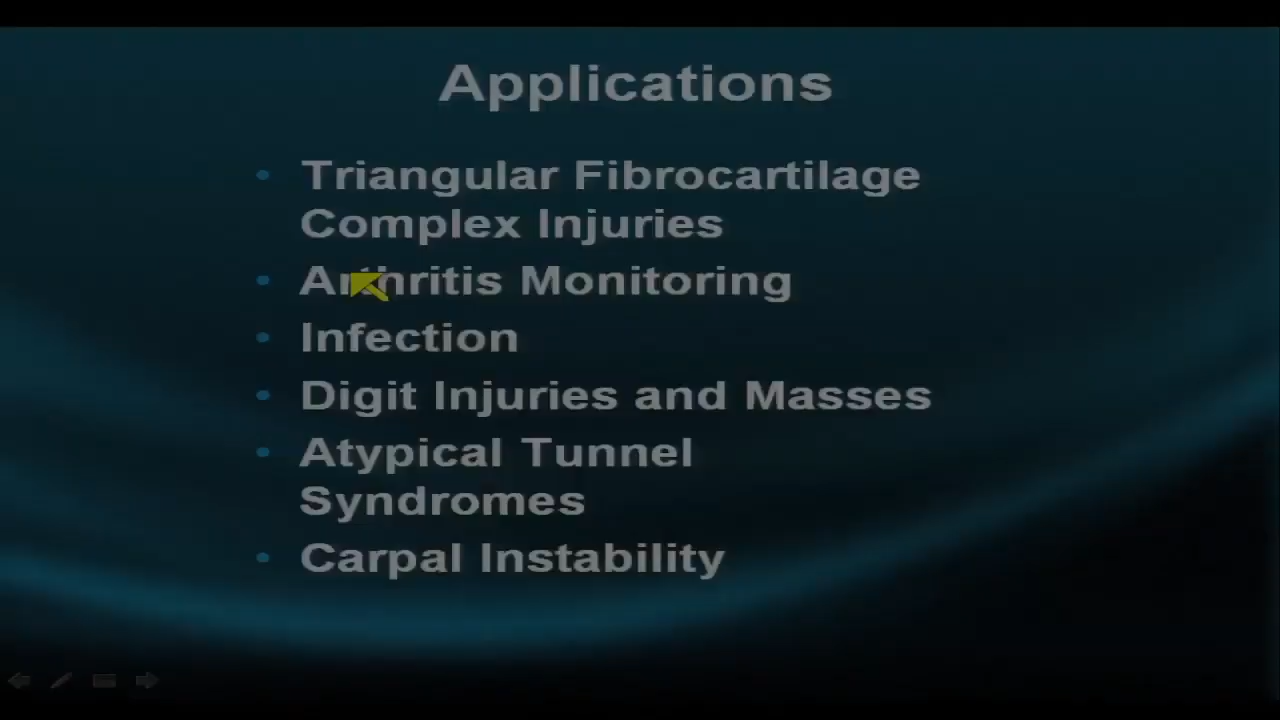 Applications
• Triangular Fibrocartilage
Complex Injuries
• Arthritis Monitoring
• Infection
• Digit Injuries and Masses
• Atypical Tunnel
Syndromes
• Carpal Instability